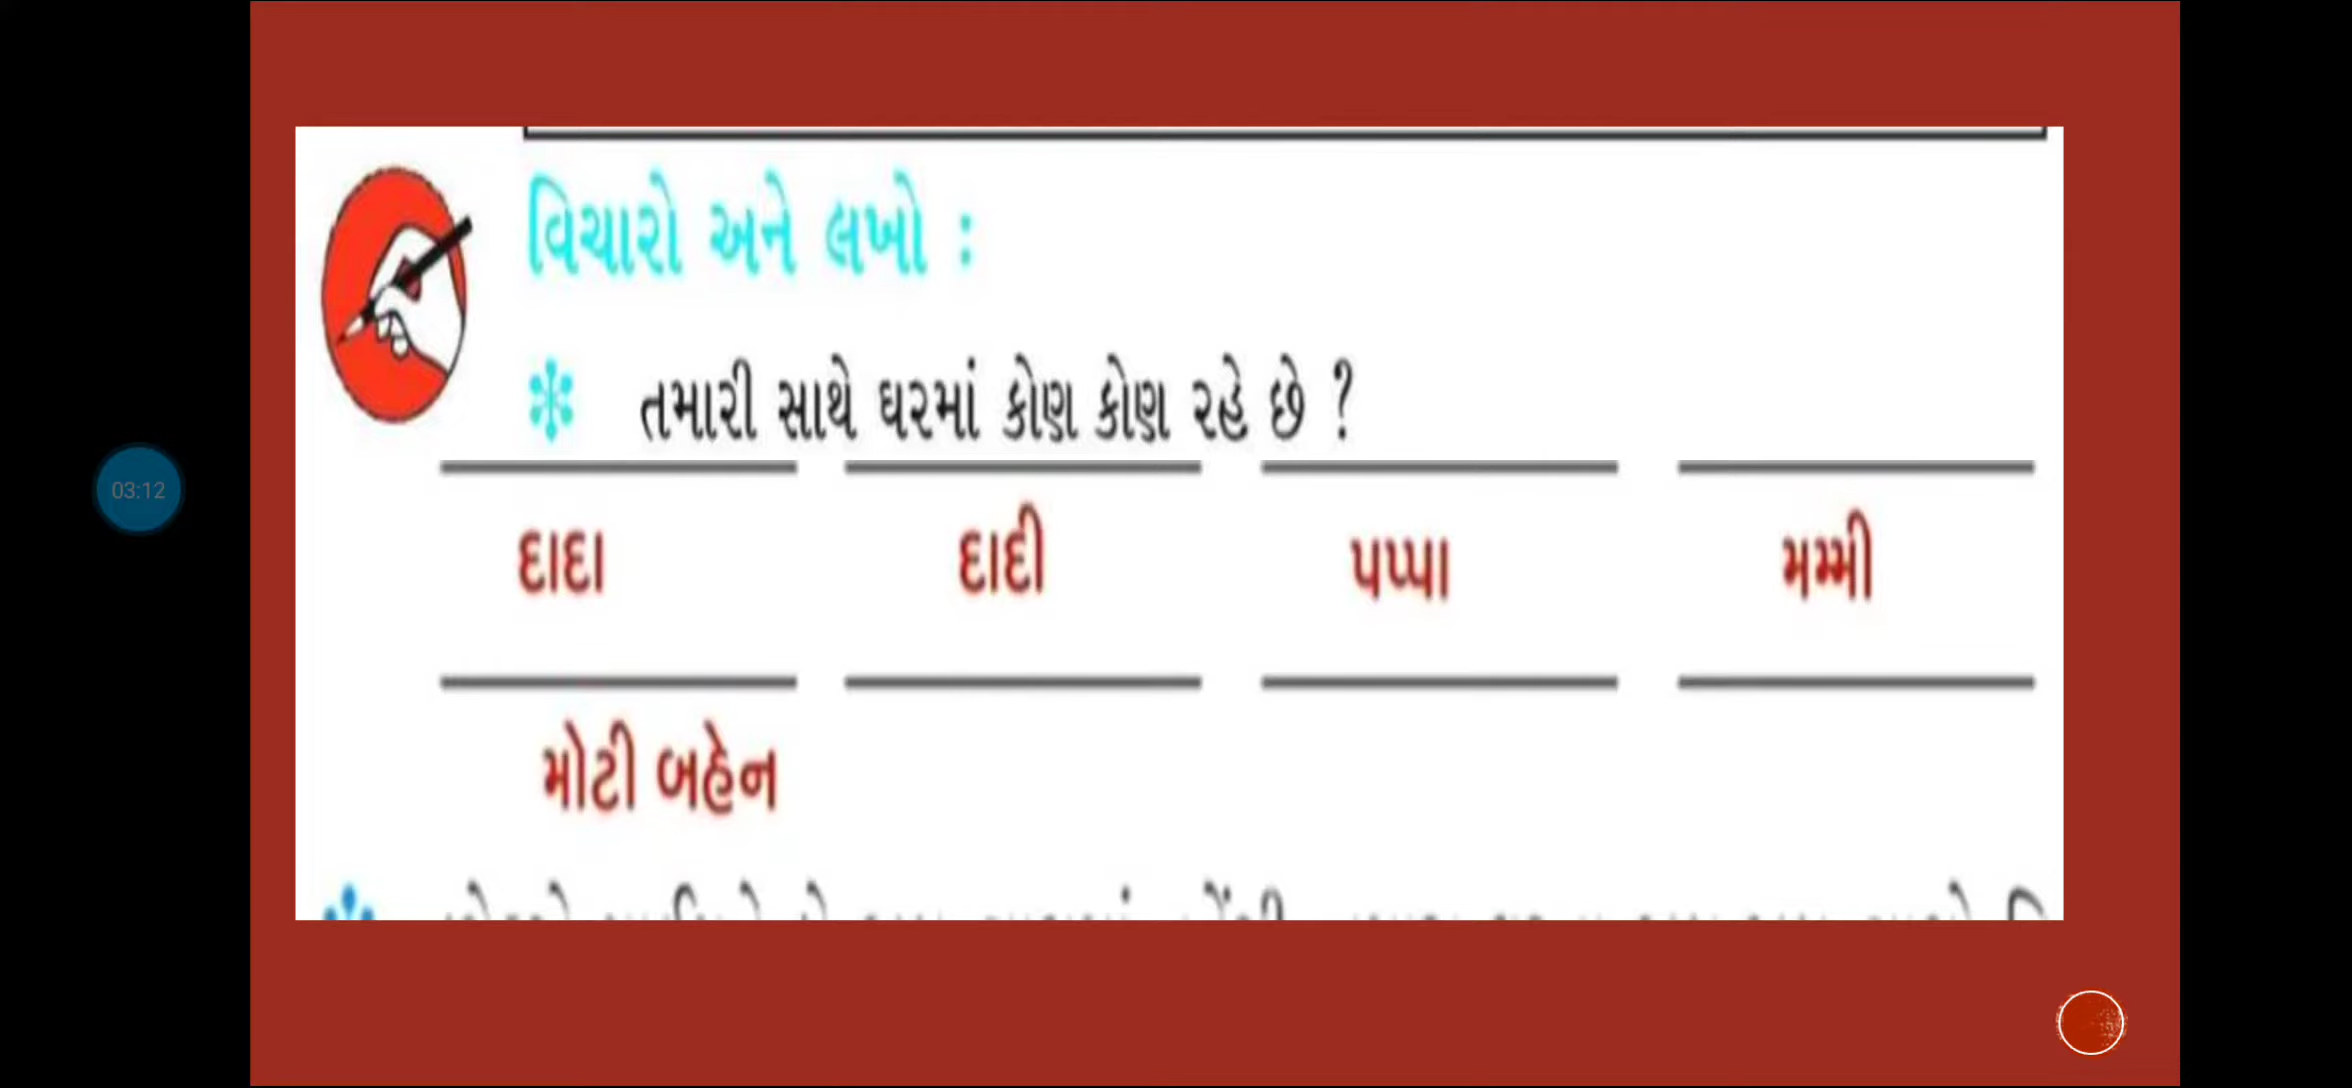 વિચારો અને લખો :
* તમારી સાથે ઘરમાં કોણ કોણ રહે છે ?
દાદા દાદી પપ્પા મમ્મી
મોટી બહેન
03:12